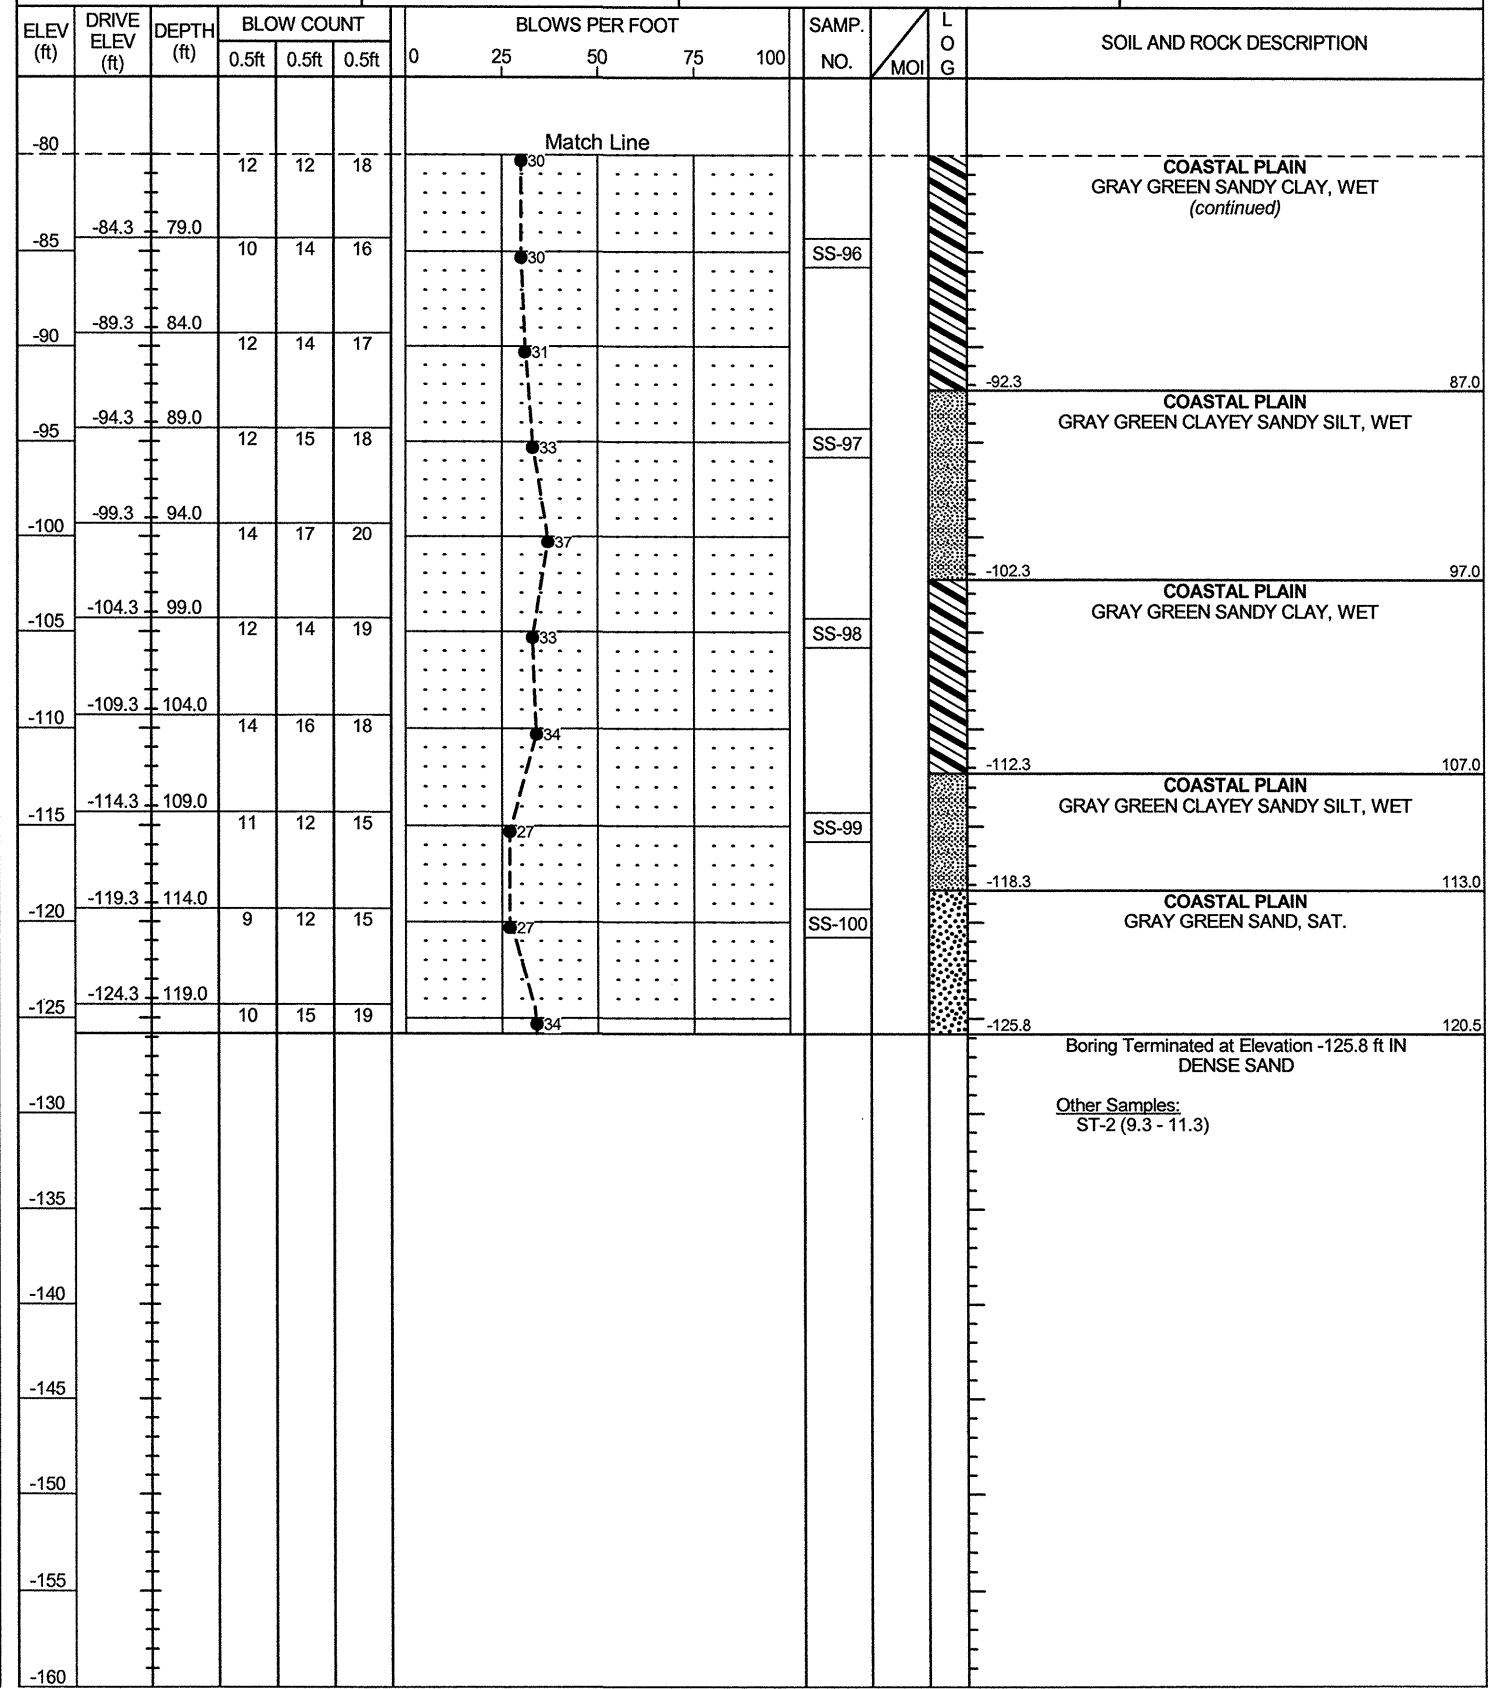 ELEV (ft) DRIVE ELEV (ft) DEPTH (ft) BLOW COUNT BLOWS PER FOOT SAMP. NO. MOI LOG SOIL AND ROCK DESCRIPTION
0.5ft 0.5ft 0.5ft 0 25 50 75 100
Match Line
-80
12 12 18 30
COASTAL PLAIN
GRAY GREEN SANDY CLAY, WET
(continued)
-84.3 79.0
-85 10 14 16 30 SS-96
-89.3 84.0
-90 12 14 17 31
-92.3 87.0
COASTAL PLAIN
GRAY GREEN CLAYEY SANDY SILT, WET
-94.3 89.0
-95 12 15 18 33 SS-97
-99.3 94.0
-100 14 17 20 37
-102.3 97.0
COASTAL PLAIN
GRAY GREEN SANDY CLAY, WET
-104.3 99.0
-105 12 14 19 33 SS-98
-109.3 104.0
-110 14 16 18 34
-112.3 107.0
COASTAL PLAIN
GRAY GREEN CLAYEY SANDY SILT, WET
-114.3 109.0
-115 11 12 15 27 SS-99
-118.3 113.0
COASTAL PLAIN
GRAY GREEN SAND, SAT.
-119.3 114.0
-120 9 12 15 27 SS-100
-124.3 119.0
-125 10 15 19 34
-125.8 120.5
Boring Terminated at Elevation -125.8 ft IN
DENSE SAND
Other Samples:
ST-2 (9.3 - 11.3)
-130
-135
-140
-145
-150
-155
-160